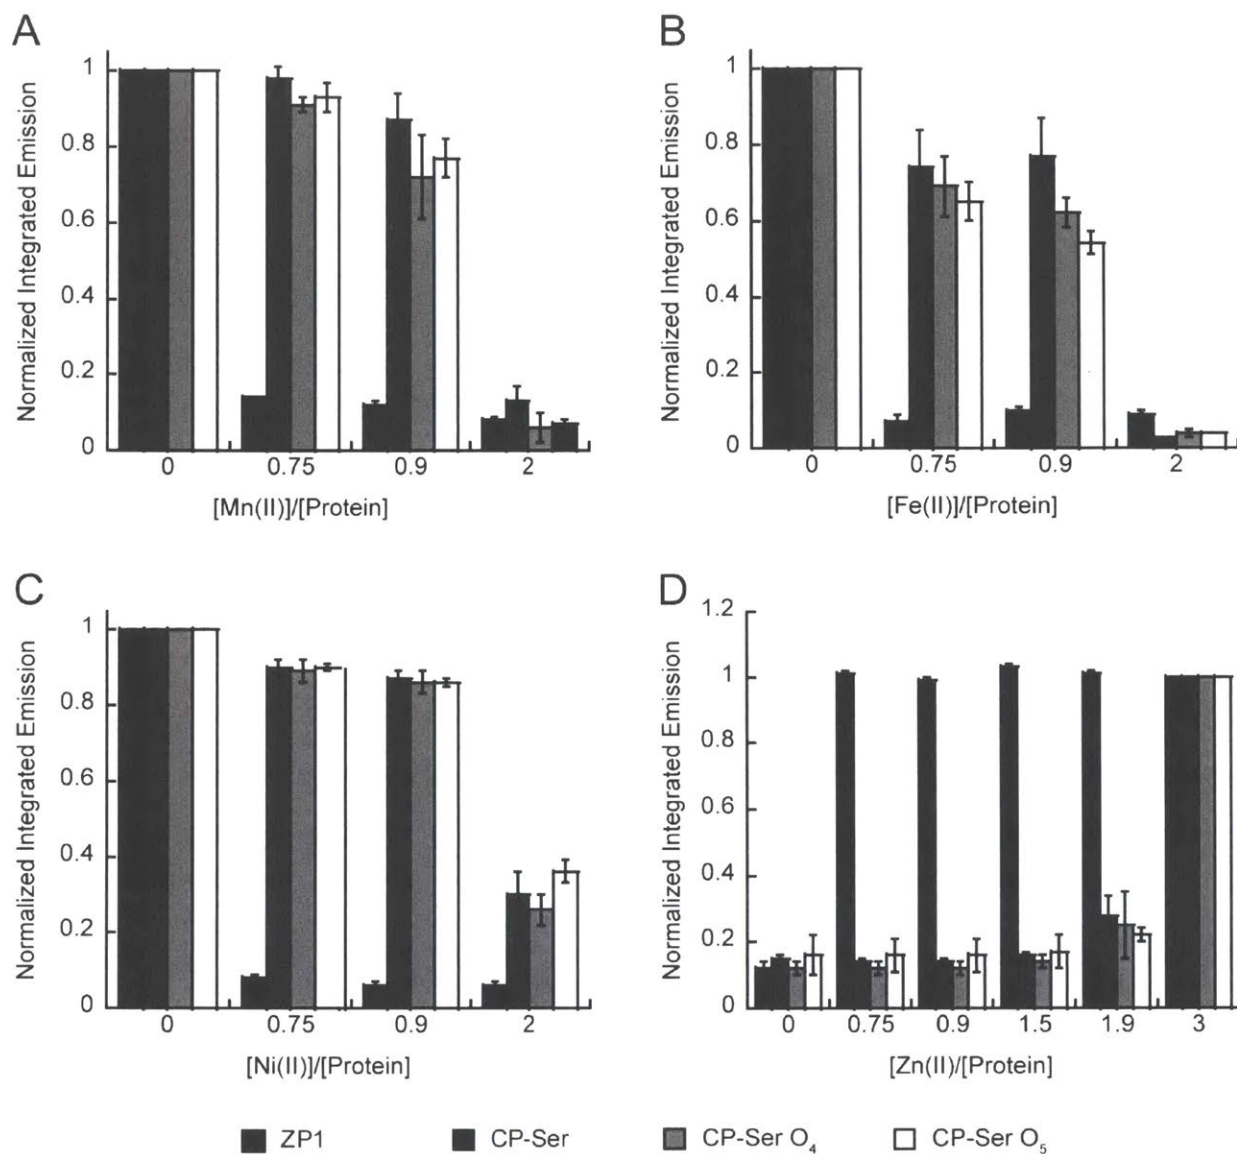 A
Normalized Integrated Emission
1
0.8
0.6
0.4
0.2
0
0 0.75 0.9 2
[Mn(II)]/[Protein]
B
Normalized Integrated Emission
1
0.8
0.6
0.4
0.2
0
0 0.75 0.9 2
[Fe(II)]/[Protein]
C
Normalized Integrated Emission
1
0.8
0.6
0.4
0.2
0
0 0.75 0.9 2
[Ni(II)]/[Protein]
D
Normalized Integrated Emission
1.2
1
0.8
0.6
0.4
0.2
0
0 0.75 0.9 1.5 1.9 3
[Zn(II)/[Protein]
ZP1 CP-Ser CP-Ser O₄ CP-Ser O₅